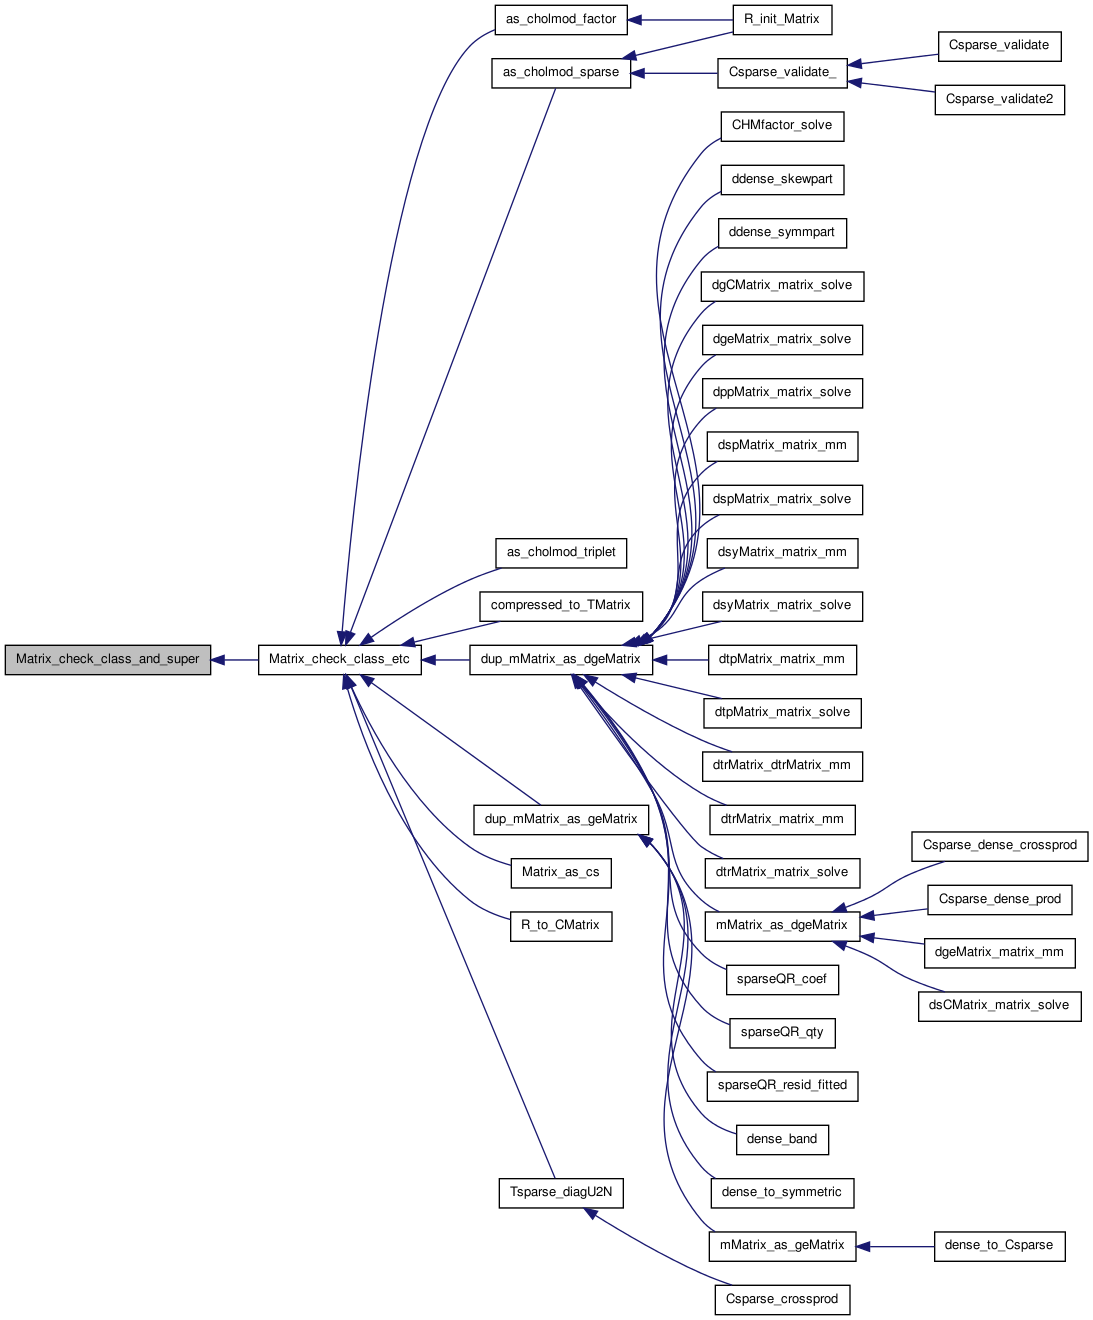 as_cholmod_factor
R_init_Matrix
Csparse_validate
as_cholmod_sparse
Csparse_validate_
Csparse_validate2
CHMfactor_solve
ddense_skewpart
ddense_symmpart
dgCMatrix_matrix_solve
dgeMatrix_matrix_solve
dppMatrix_matrix_solve
dspMatrix_matrix_mm
dspMatrix_matrix_solve
as_cholmod_triplet
dsyMatrix_matrix_mm
compressed_to_TMatrix
dsyMatrix_matrix_solve
Matrix_check_class_and_super
Matrix_check_class_etc
dup_mMatrix_as_dgeMatrix
dtpMatrix_matrix_mm
dtpMatrix_matrix_solve
dtrMatrix_dtrMatrix_mm
dup_mMatrix_as_geMatrix
dtrMatrix_matrix_mm
Csparse_dense_crossprod
Matrix_as_cs
dtrMatrix_matrix_solve
Csparse_dense_prod
R_to_CMatrix
mMatrix_as_dgeMatrix
dgeMatrix_matrix_mm
sparseQR_coef
dsCMatrix_matrix_solve
sparseQR_qty
sparseQR_resid_fitted
dense_band
Tsparse_diagU2N
dense_to_symmetric
mMatrix_as_geMatrix
dense_to_Csparse
Csparse_crossprod